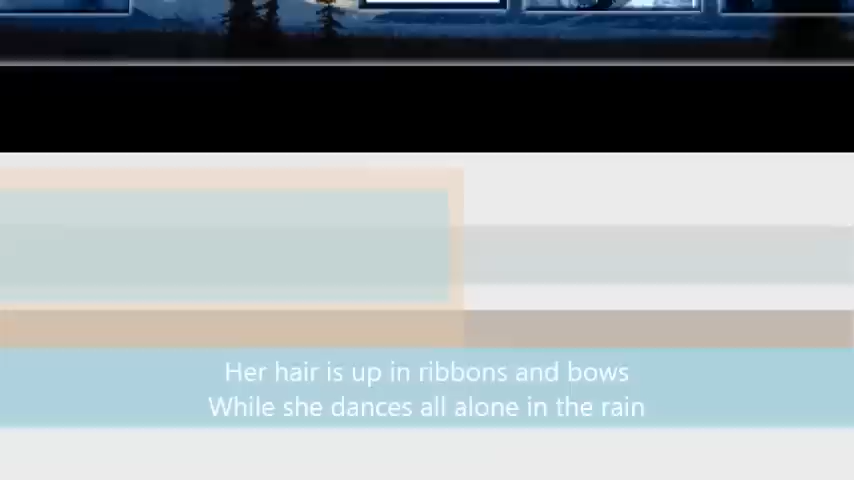 Her hair is up in ribbons and bows
While she dances all alone in the rain